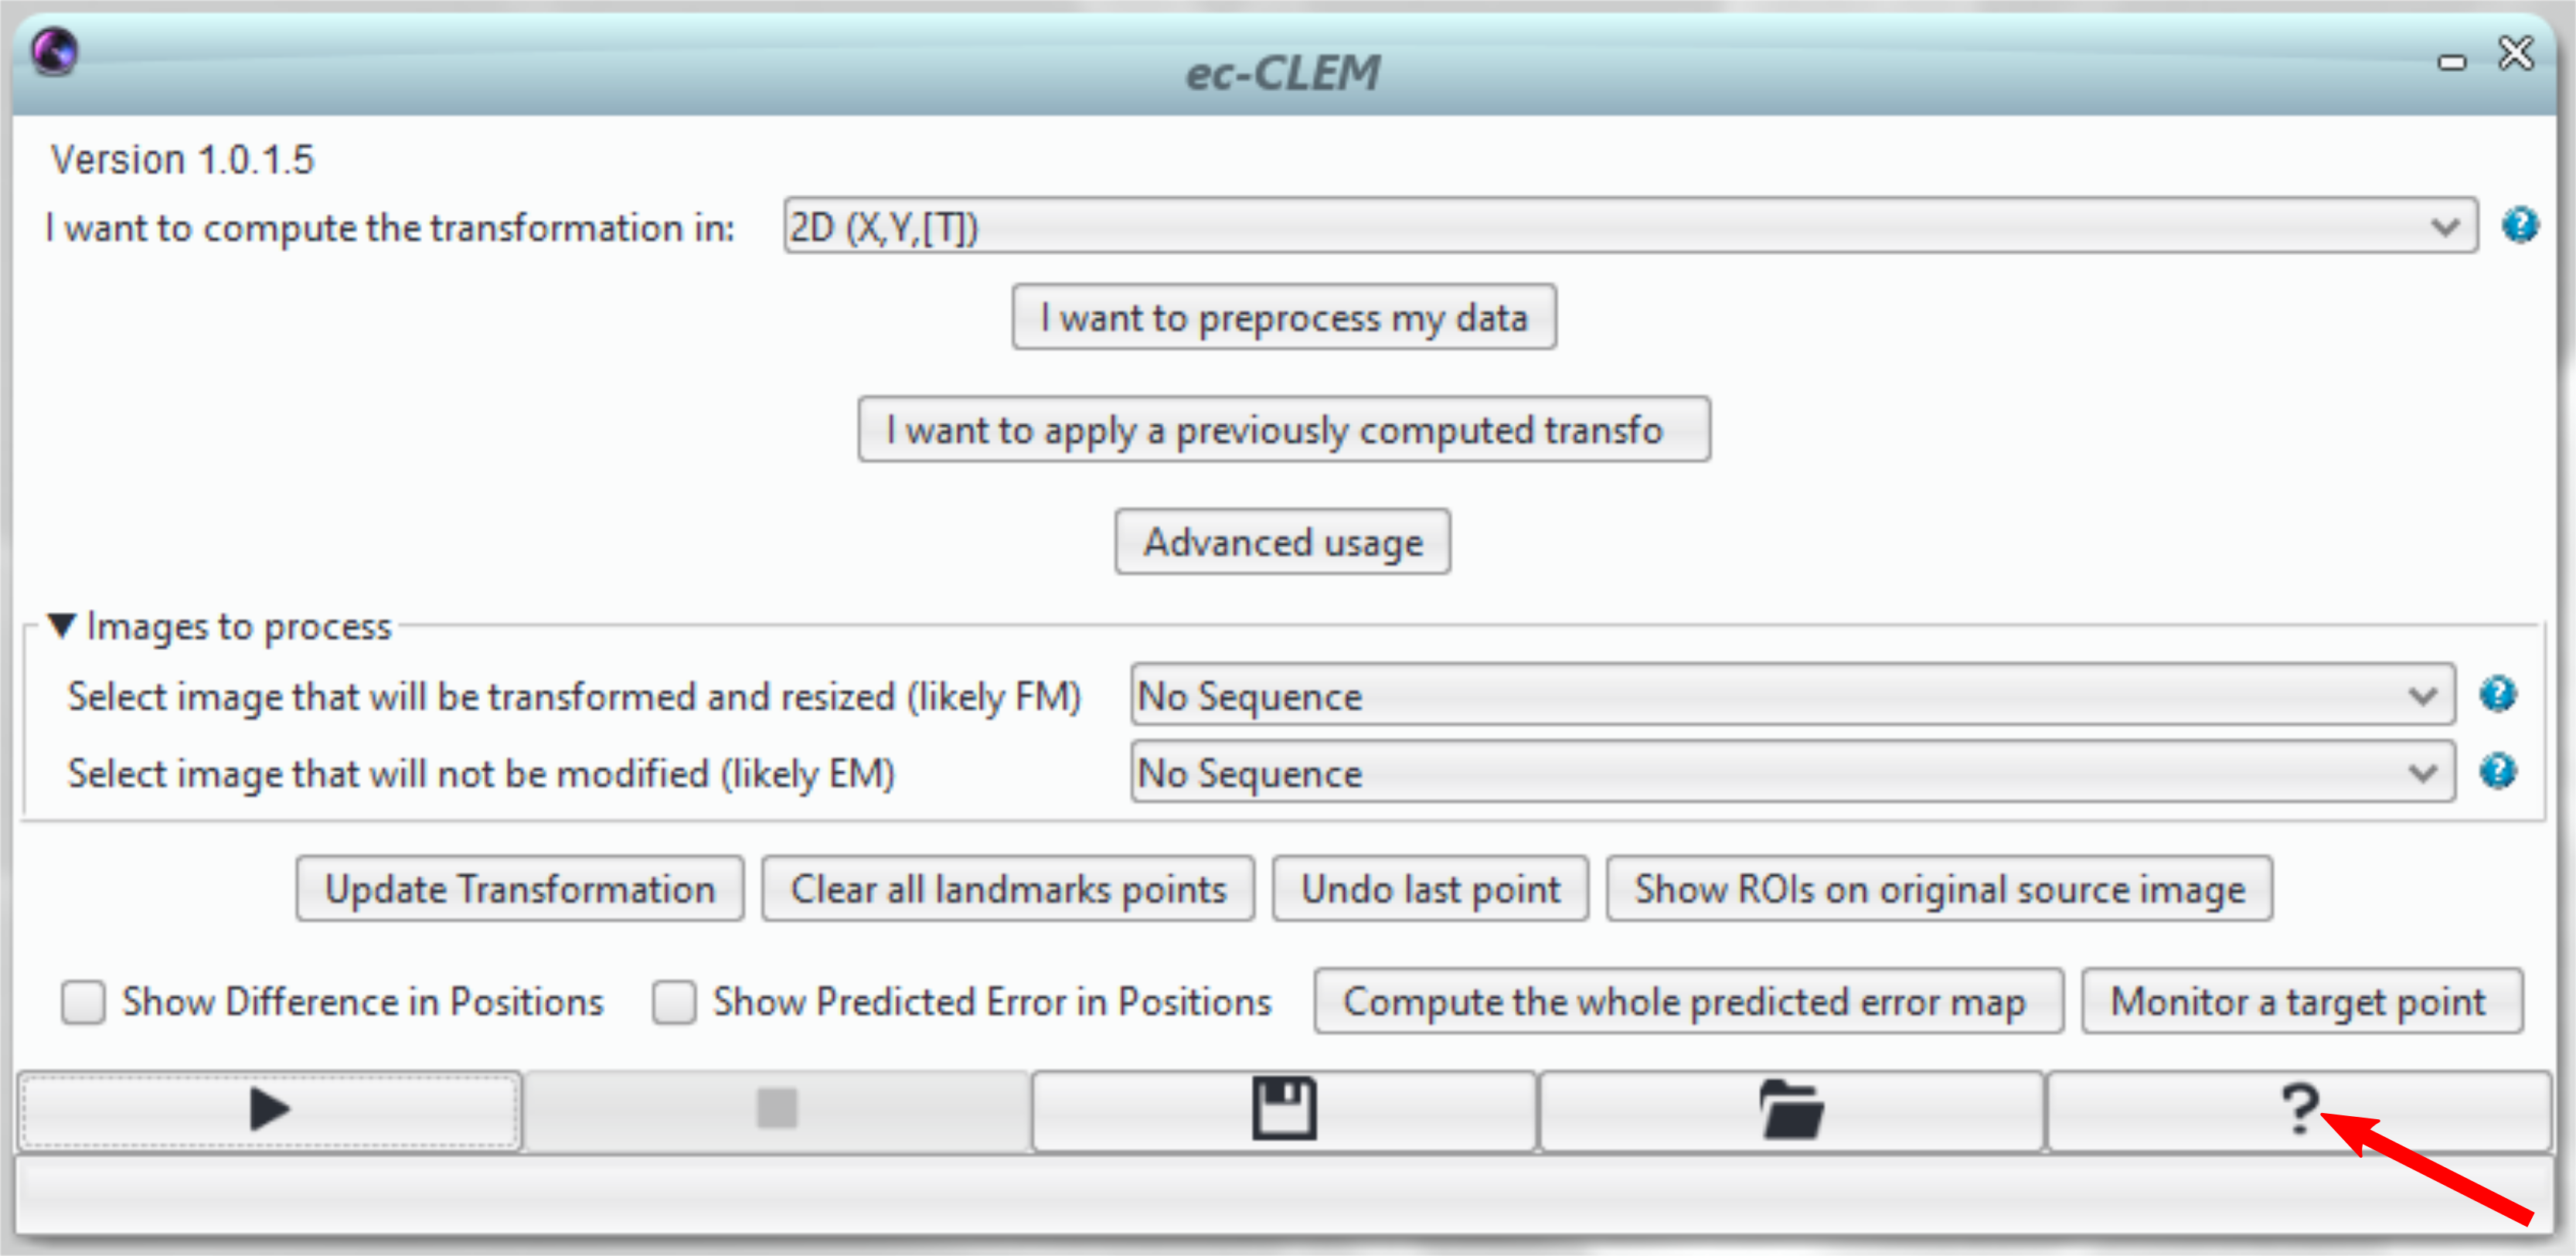 ec-CLEM
Version 1.0.1.5
I want to compute the transformation in: 2D (X,Y,[T])
I want to preprocess my data
I want to apply a previously computed transfo
Advanced usage
Images to process
Select image that will be transformed and resized (likely FM) No Sequence
Select image that will not be modified (likely EM) No Sequence
Update Transformation Clear all landmarks points Undo last point Show ROIs on original source image
Show Difference in Positions Show Predicted Error in Positions Compute the whole predicted error map Monitor a target point
?